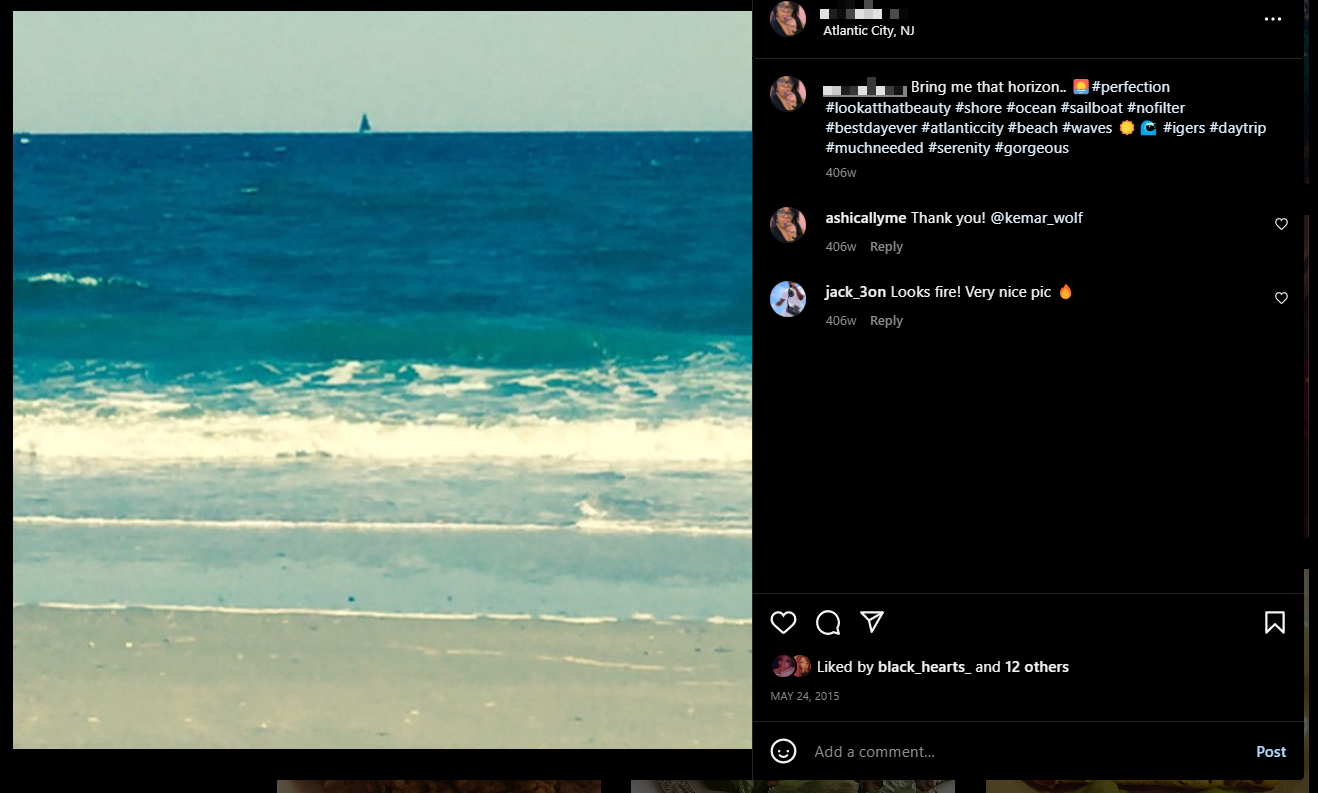 Atlantic City, NJ
Bring me that horizon.. 🌅 #perfection
#lookatthatbeauty #shore #ocean #sailboat #nofilter
#bestdayever #atlanticcity #beach #waves ☀️ 🌊 #igers #daytrip
#muchneeded #serenity #gorgeous
406w
ashicallyme Thank you! @kemar_wolf
406w Reply
jack_3on Looks fire! Very nice pic 🔥
406w Reply
Liked by black_hearts_ and 12 others
MAY 24, 2015
Add a comment...
Post